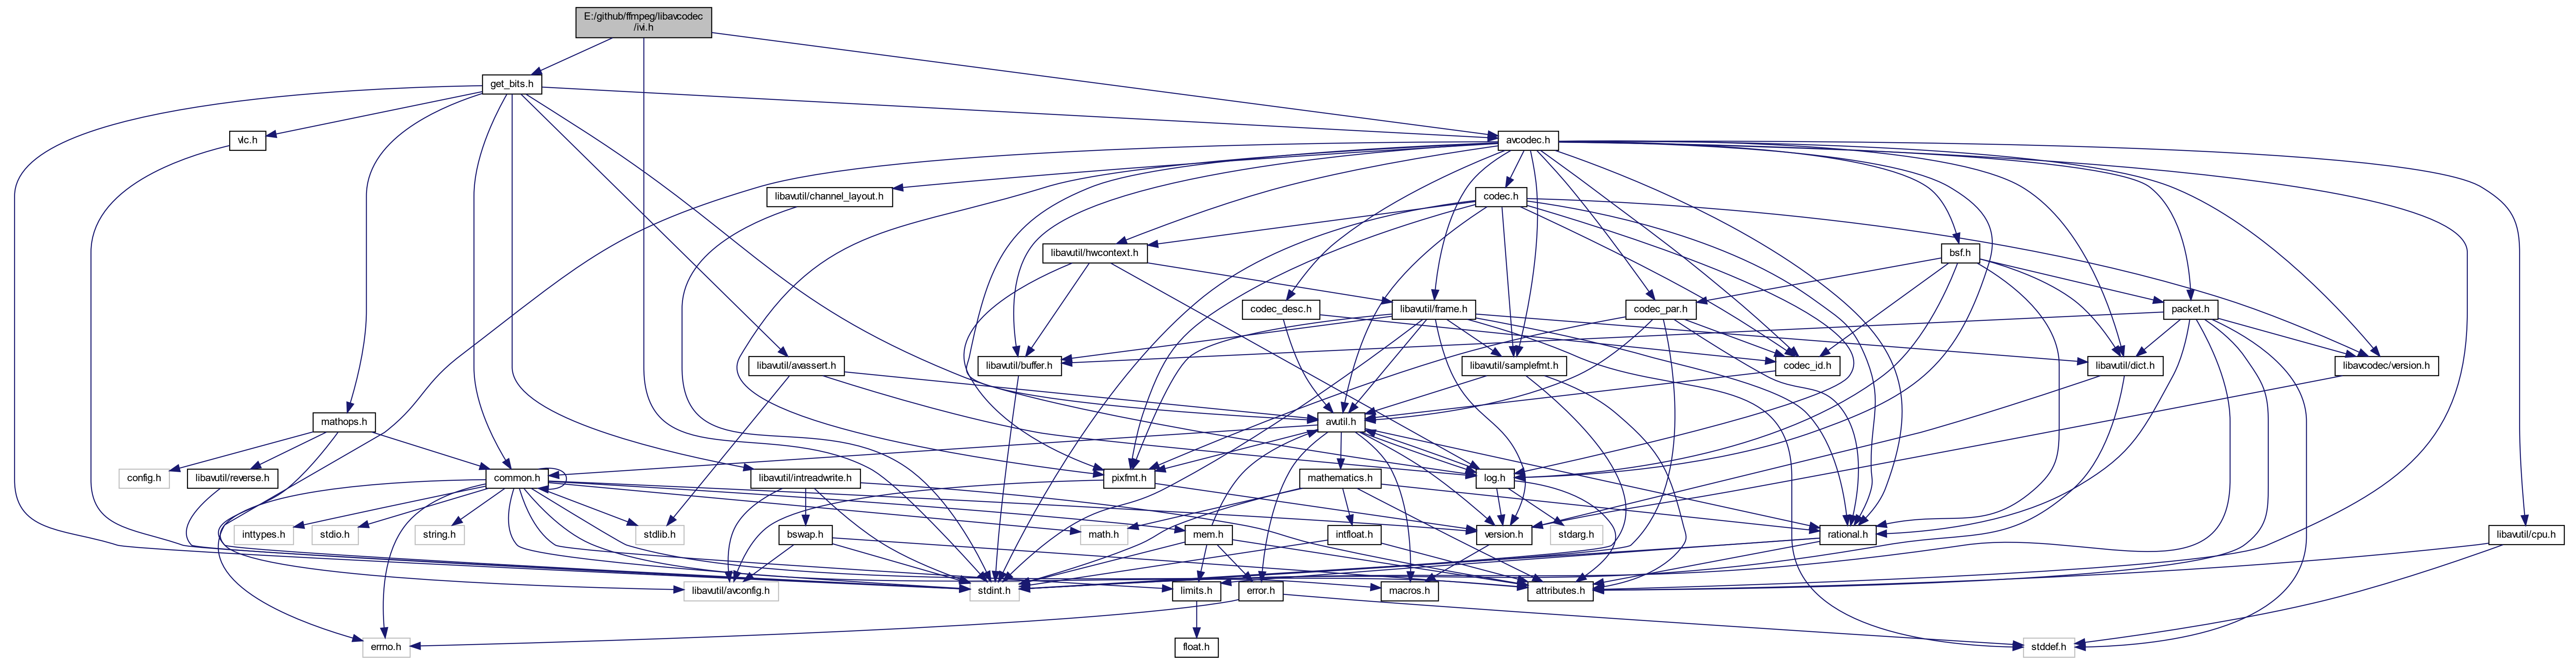 E:/github/ffmpeg/libavcodec
/ivi.h
get_bits.h
vlc.h
avcodec.h
libavutil/channel_layout.h
codec.h
libavutil/hwcontext.h
bsf.h
codec_desc.h
libavutil/frame.h
codec_par.h
packet.h
libavutil/avassert.h
libavutil/buffer.h
libavutil/samplefmt.h
codec_id.h
libavutil/dict.h
libavcodec/version.h
mathops.h
avutil.h
config.h
libavutil/reverse.h
common.h
libavutil/intreadwrite.h
pixfmt.h
mathematics.h
log.h
inttypes.h
stdio.h
string.h
stdlib.h
bswap.h
math.h
mem.h
intfloat.h
version.h
stdarg.h
rational.h
libavutil/cpu.h
libavutil/avconfig.h
stdint.h
limits.h
error.h
macros.h
attributes.h
errno.h
float.h
stddef.h